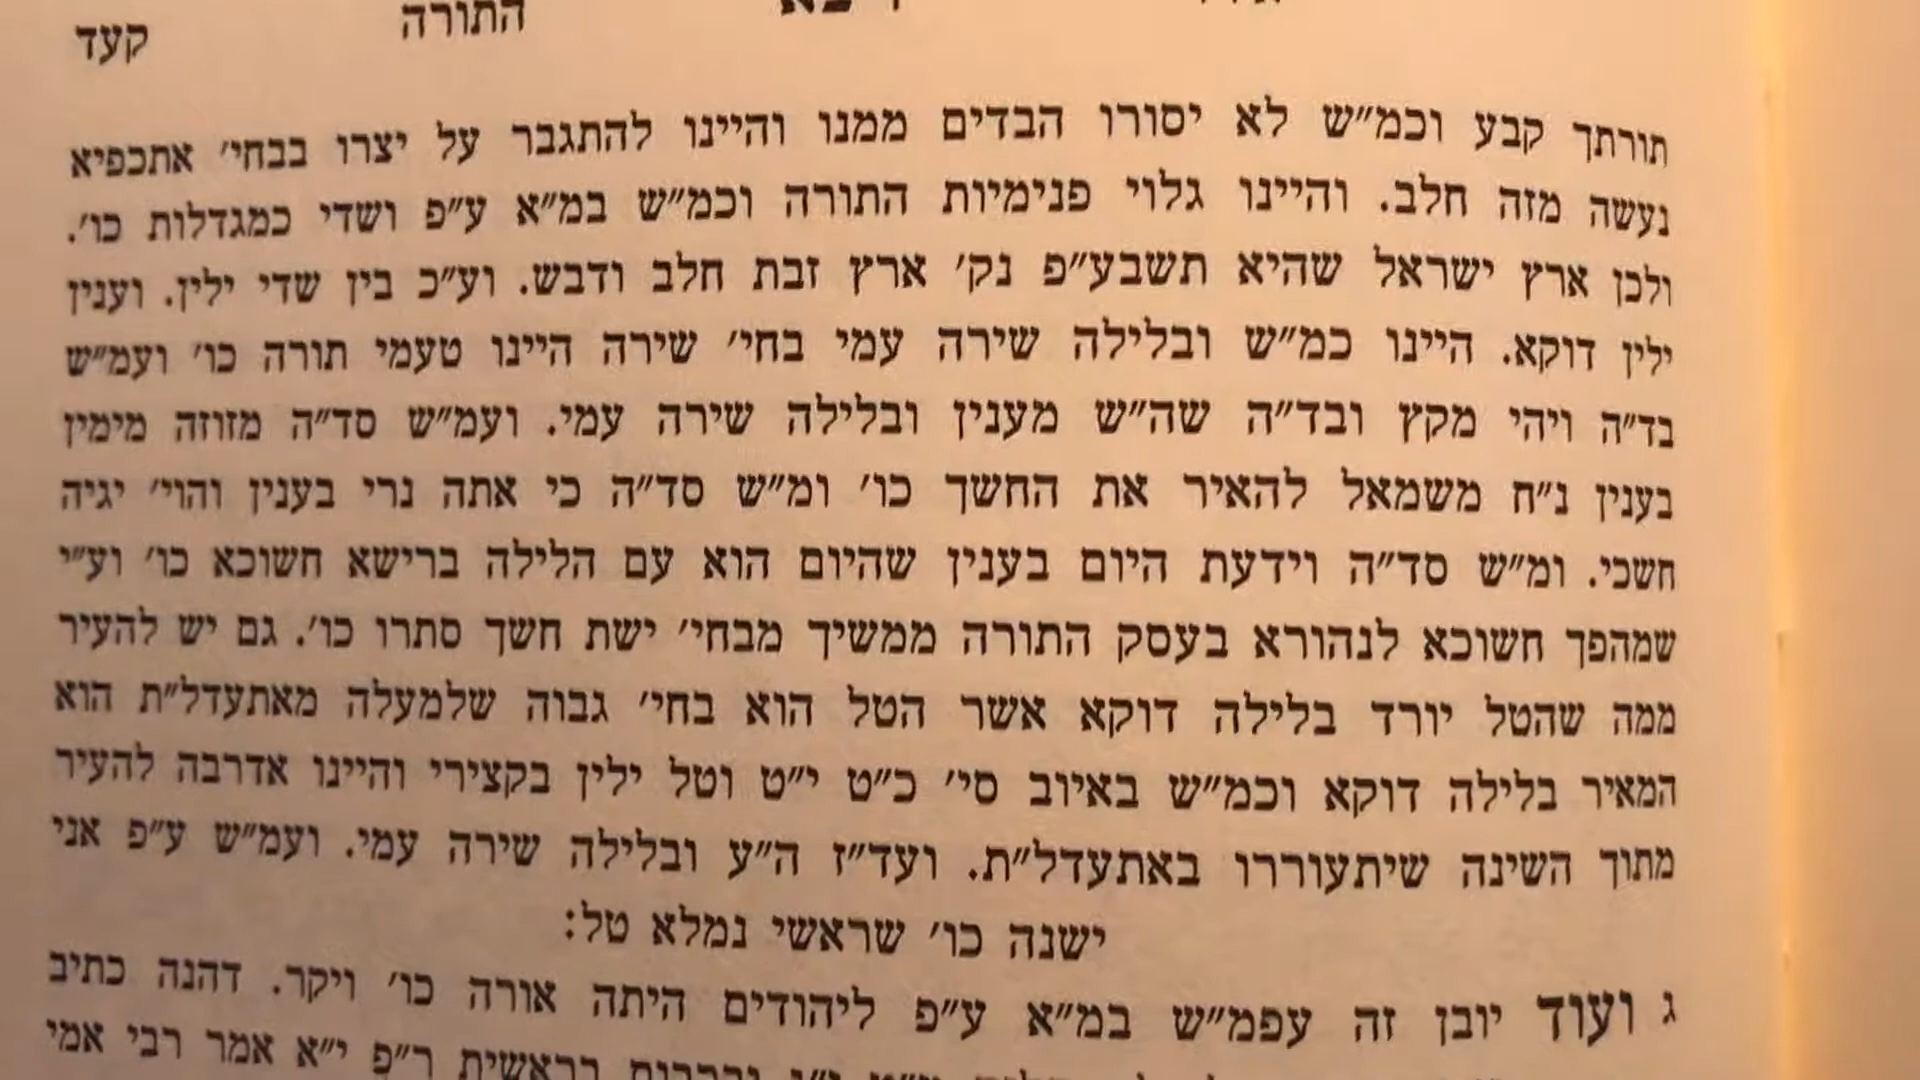 התורה קעד
תורתך קבע וכמ״ש לא יסורו הבדים ממנו והיינו להתגבר על יצרו בבחי׳ אתכפיא
נעשה מזה חלב. והיינו גלוי פנימיות התורה וכמ״ש במ״א ע״פ ושדי כמגדלות כו׳.
ולכן ארץ ישראל שהיא תשבע״פ נק׳ ארץ זבת חלב ודבש. וע״כ בין שדי ילין. וענין
ילין דוקא. היינו כמ״ש ובלילה שירה עמי בחי׳ שירה היינו טעמי תורה כו׳ ועמ״ש
בד״ה ויהי מקץ ובד״ה שה״ש מענין ובלילה שירה עמי. ועמ״ש סד״ה מזוזה מימין
בענין נ״ח משמאל להאיר את החשך כו׳ ומ״ש סד״ה כי אתה נרי בענין והוי׳ יגיה
חשכי. ומ״ש סד״ה וידעת היום בענין שהיום הוא עם הלילה ברישא חשוכא כו׳ וע״י
שמהפך חשוכא לנהורא בעסק התורה ממשיך מבחי׳ ישת חשך סתרו כו׳. גם יש להעיר
ממה שהטל יורד בלילה דוקא אשר הטל הוא בחי׳ גבוה שלמעלה מאתעדל״ת הוא
המאיר בלילה דוקא וכמ״ש באיוב סי׳ כ״ט י״ט וטל ילין בקצירי והיינו אדרבה להעיר
מתוך השינה שיתעוררו באתעדל״ת. ועד״ז ה״ע ובלילה שירה עמי. ועמ״ש ע״פ אני
ישנה כו׳ שראשי נמלא טל:
ג ועוד יובן זה עפמ״ש במ״א ע״פ ליהודים היתה אורה כו׳ ויקר. דהנה כתיב
בראשית ר״פ י״א אמר רבי אמי